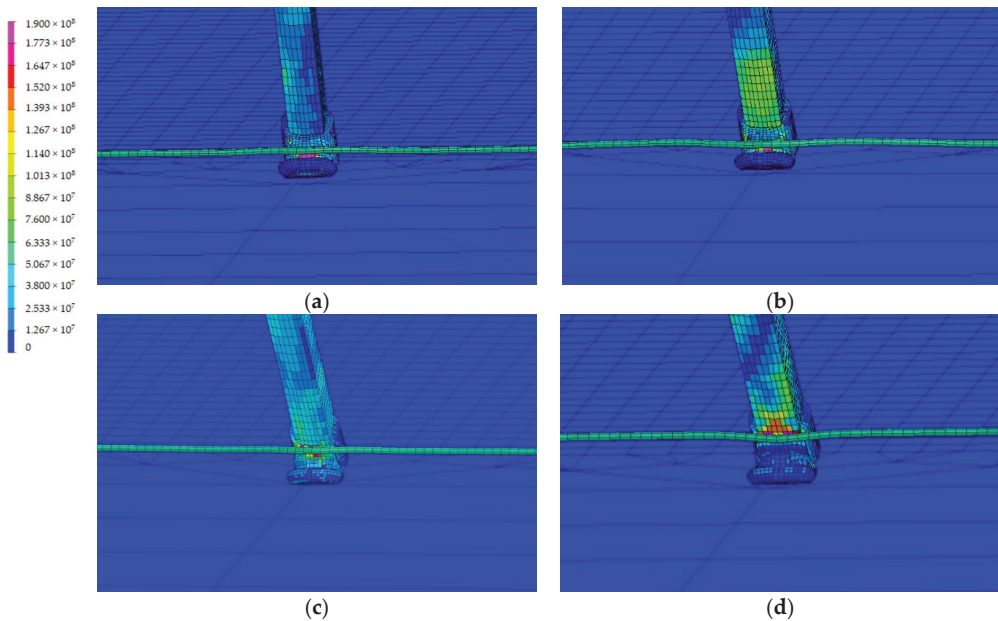 1.900 × 10⁸
1.773 × 10⁸
1.647 × 10⁸
1.520 × 10⁸
1.393 × 10⁸
1.267 × 10⁸
1.140 × 10⁸
1.013 × 10⁸
8.867 × 10⁷
7.600 × 10⁷
6.333 × 10⁷
5.067 × 10⁷
3.800 × 10⁷
2.533 × 10⁷
1.267 × 10⁷
0
(a)
(b)
(c)
(d)